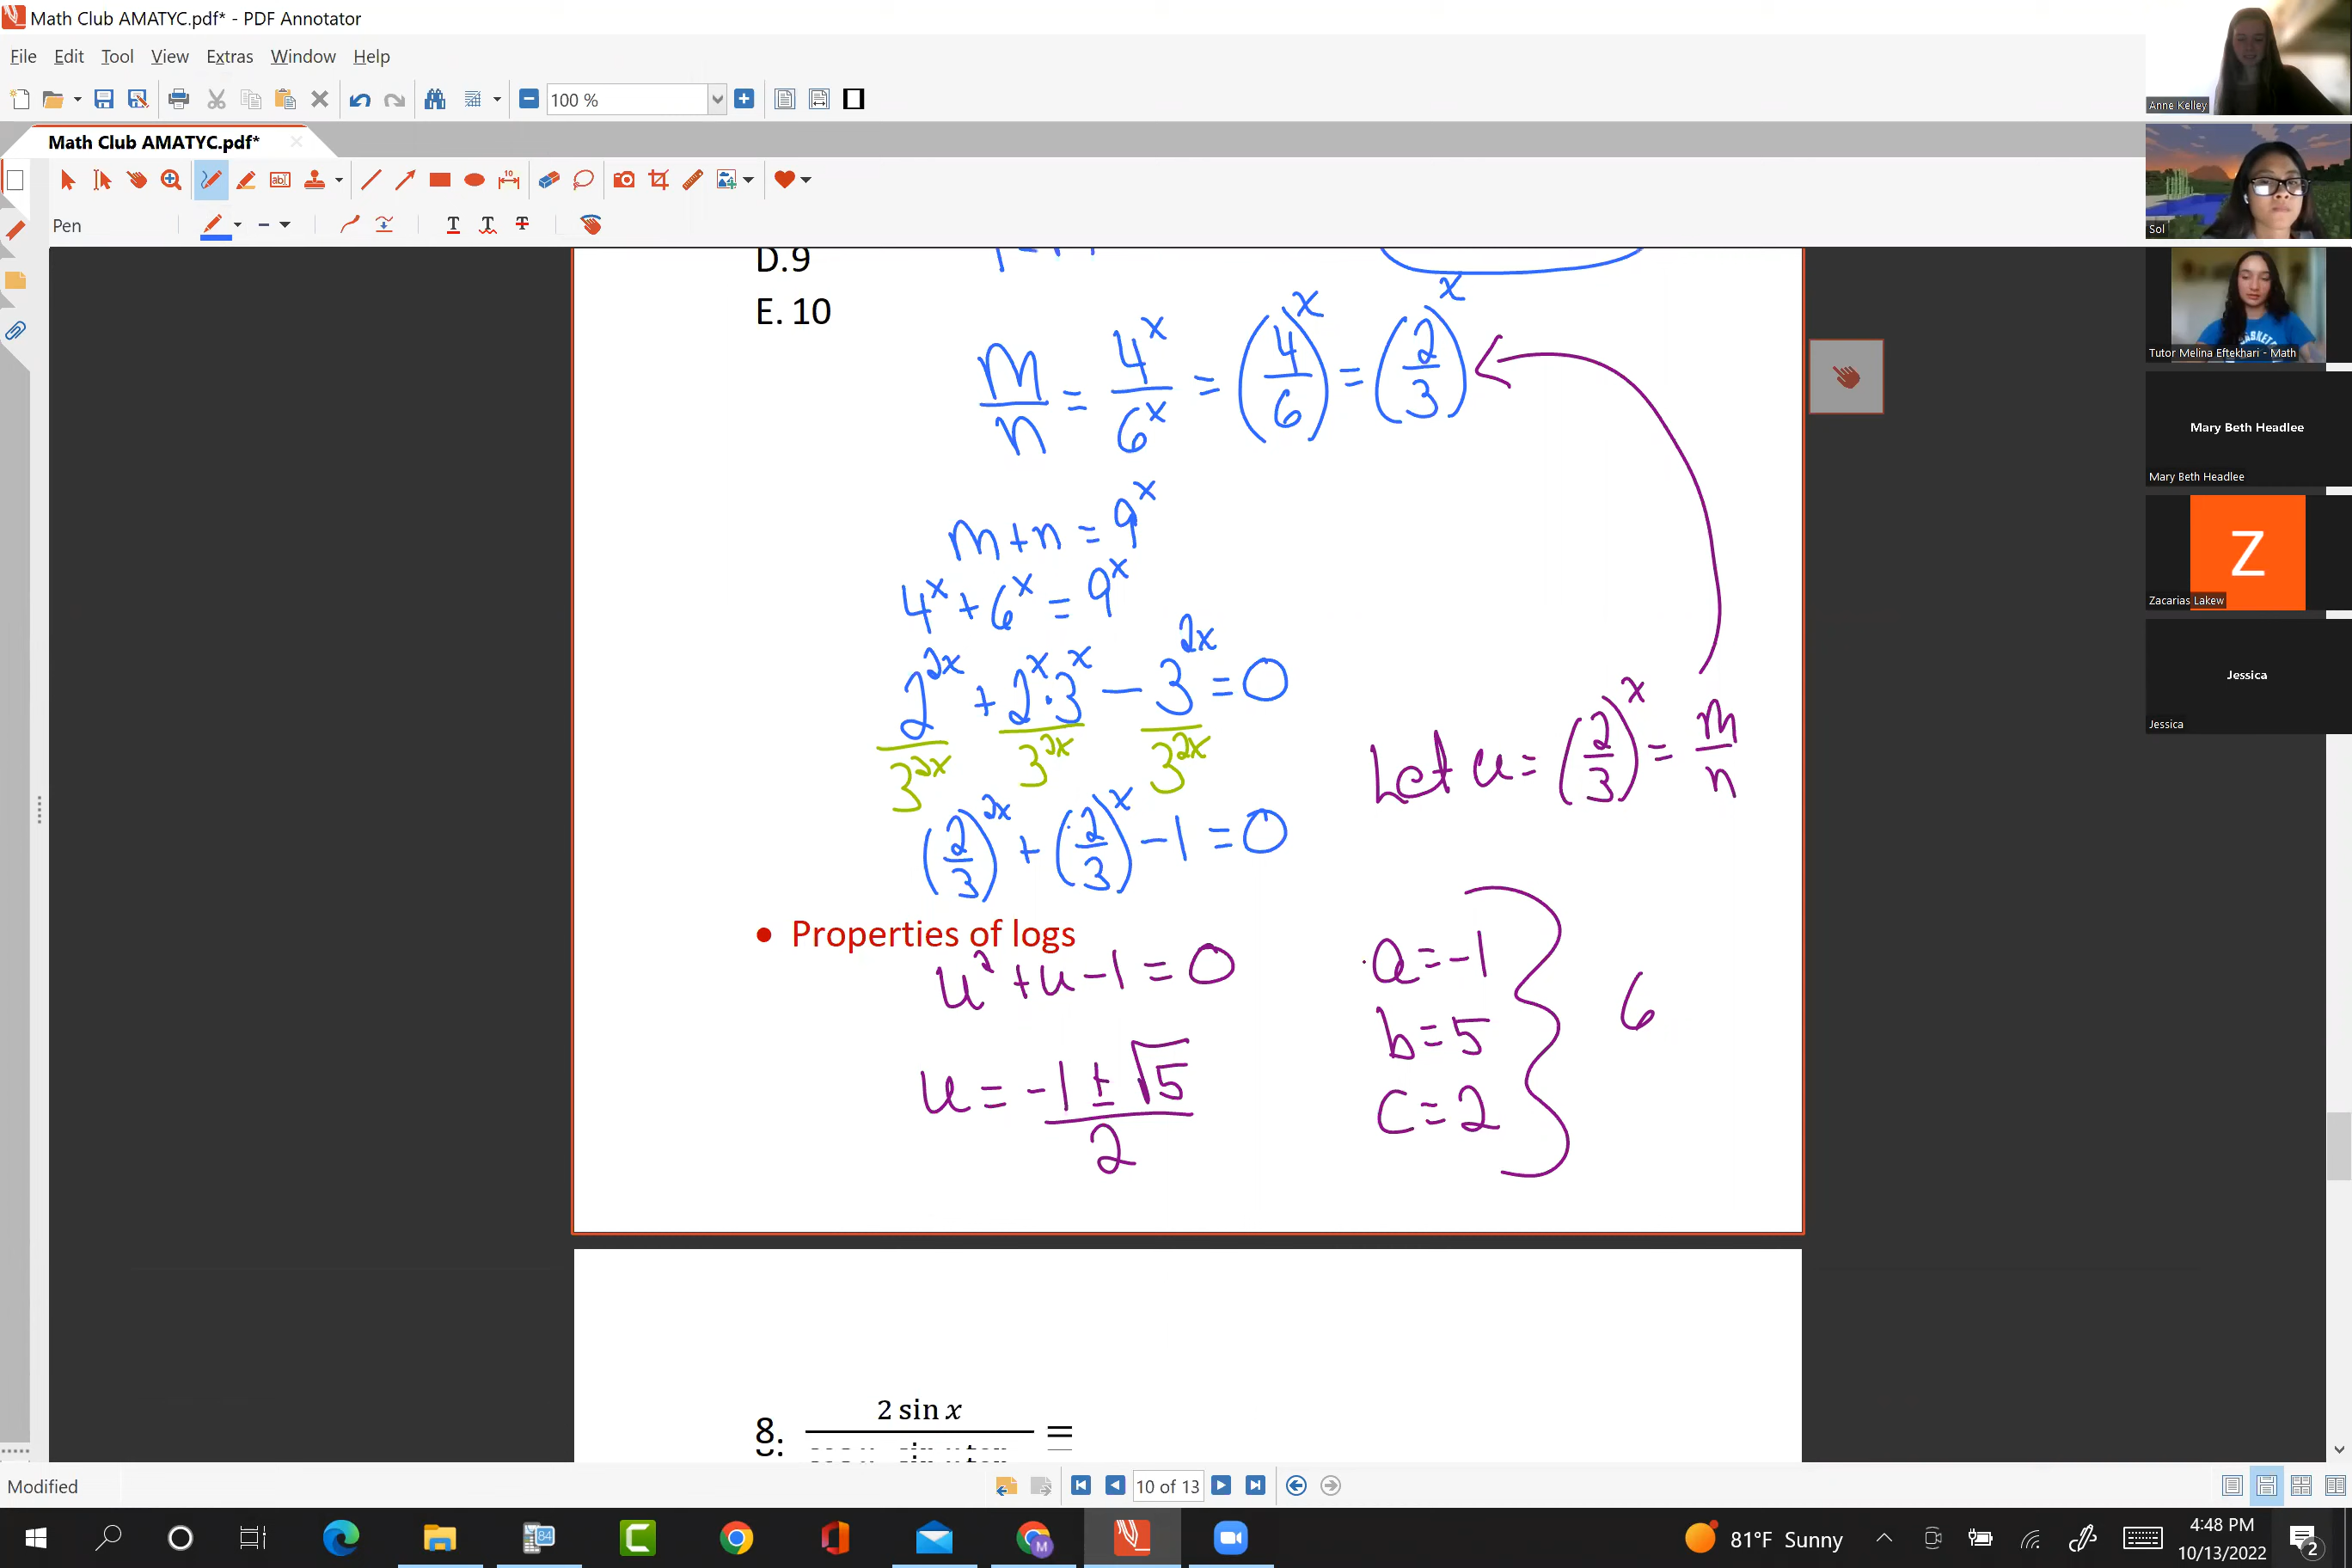 Math Club AMATYC.pdf* - PDF Annotator
File Edit Tool View Extras Window Help
100 %
Math Club AMATYC.pdf*
Pen
D.9
E. 10
m/n = 4^x/6^x = (4/6)^x = (2/3)^x
m+n = 9^x
4^x + 6^x = 9^x
2^2x + 2^x · 3^x − 3^2x = 0
3^2x 3^2x 3^2x
Let u = (2/3)^x = m/n
(2/3)^2x + (2/3)^x − 1 = 0
• Properties of logs
u² + u − 1 = 0
a = −1
b = 5
c = 2
6
u = −1 ± √5 / 2
8. 2 sin x =
Anne Kelley
Sol
Tutor Melina Eftekhari - Math
Mary Beth Headlee
Mary Beth Headlee
Z
Zacarias Lakew
Jessica
Jessica
Modified
10 of 13
84
M
81°F Sunny
4:48 PM
10/13/2022
2